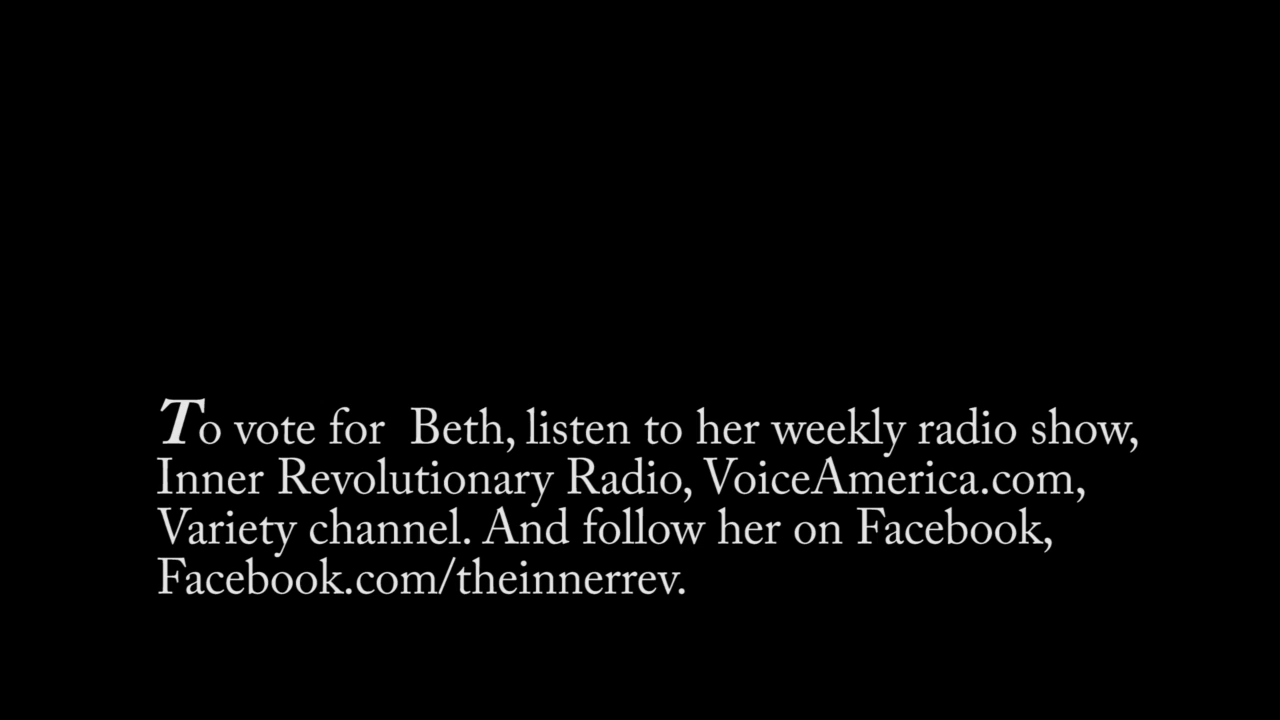 To vote for  Beth, listen to her weekly radio show,
Inner Revolutionary Radio, VoiceAmerica.com,
Variety channel. And follow her on Facebook,
Facebook.com/theinnerrev.